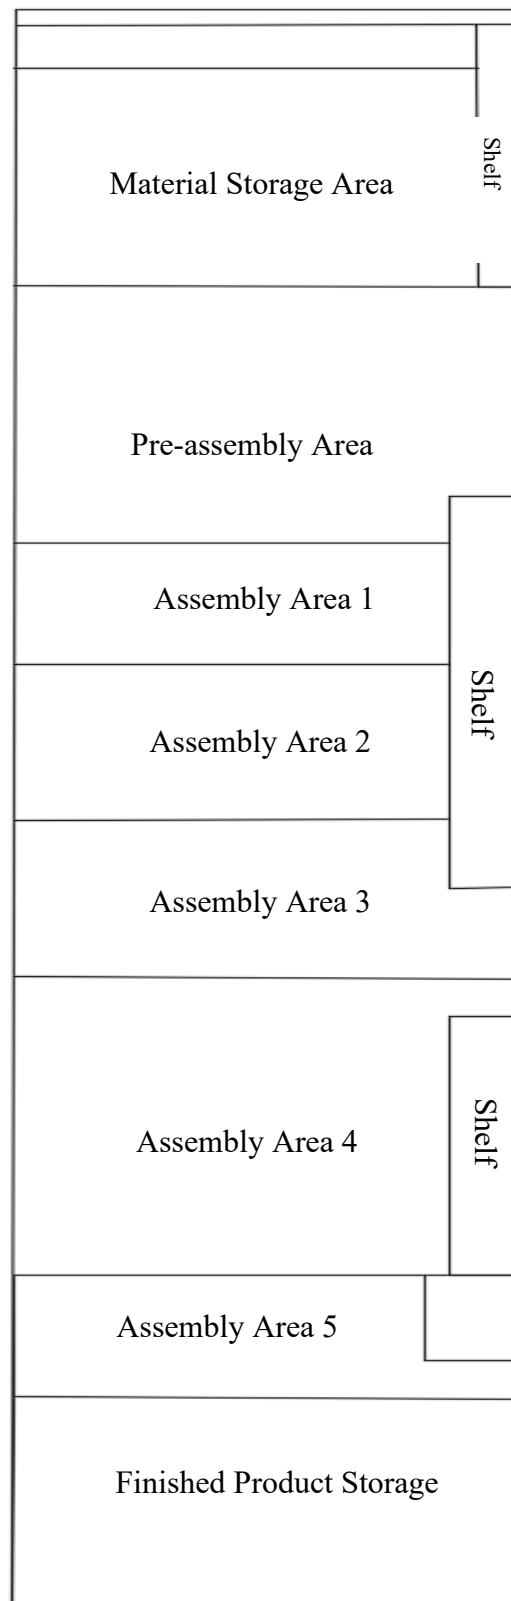 Shelf
Material Storage Area
Pre-assembly Area
Assembly Area 1
Shelf
Assembly Area 2
Assembly Area 3
Shelf
Assembly Area 4
Assembly Area 5
Finished Product Storage